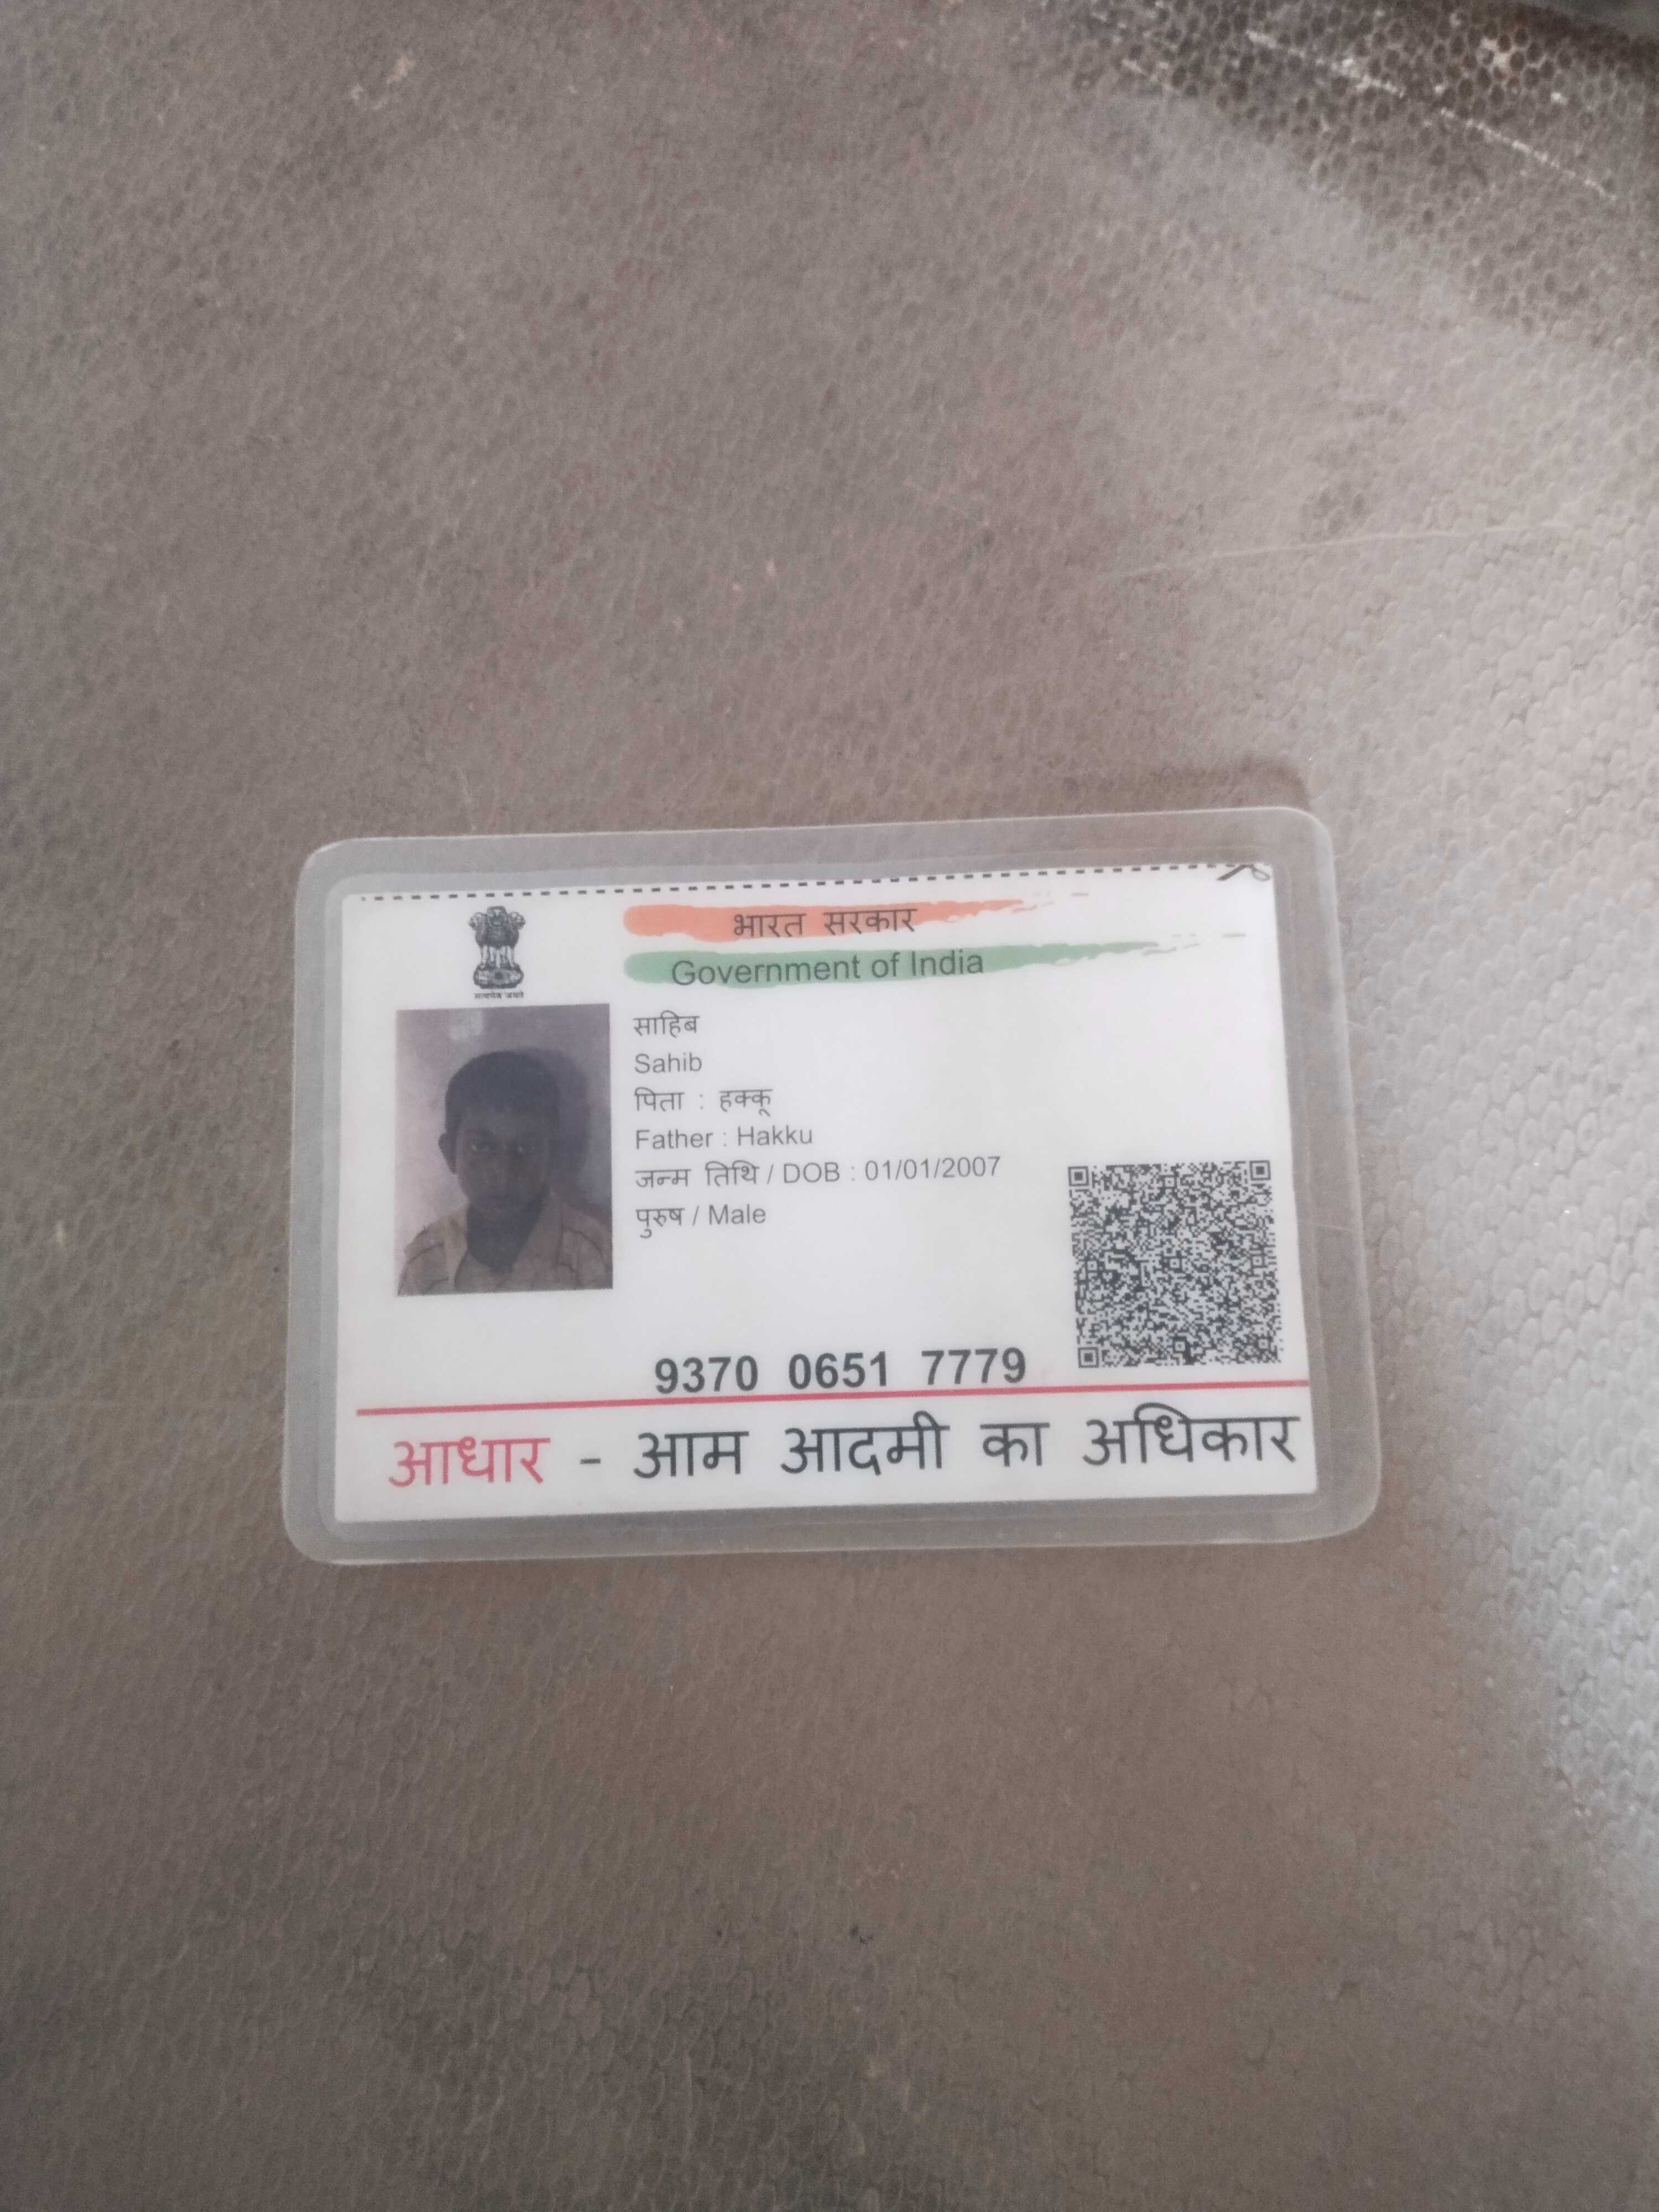 सत्यमेव जयते
भारत सरकार
Government of India
साहिब
Sahib
पिता : हक्कू
Father : Hakku
जन्म तिथि / DOB : 01/01/2007
पुरुष / Male
9370 0651 7779
आधार - आम आदमी का अधिकार